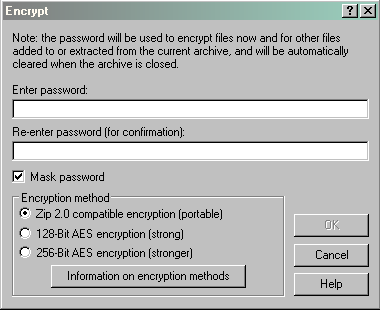 Encrypt
Note: the password will be used to encrypt files now and for other files
added to or extracted from the current archive, and will be automatically
cleared when the archive is closed.
Enter password:
Re-enter password (for confirmation):
Mask password
Encryption method
Zip 2.0 compatible encryption (portable)
128-Bit AES encryption (strong)
256-Bit AES encryption (stronger)
Information on encryption methods
OK
Cancel
Help